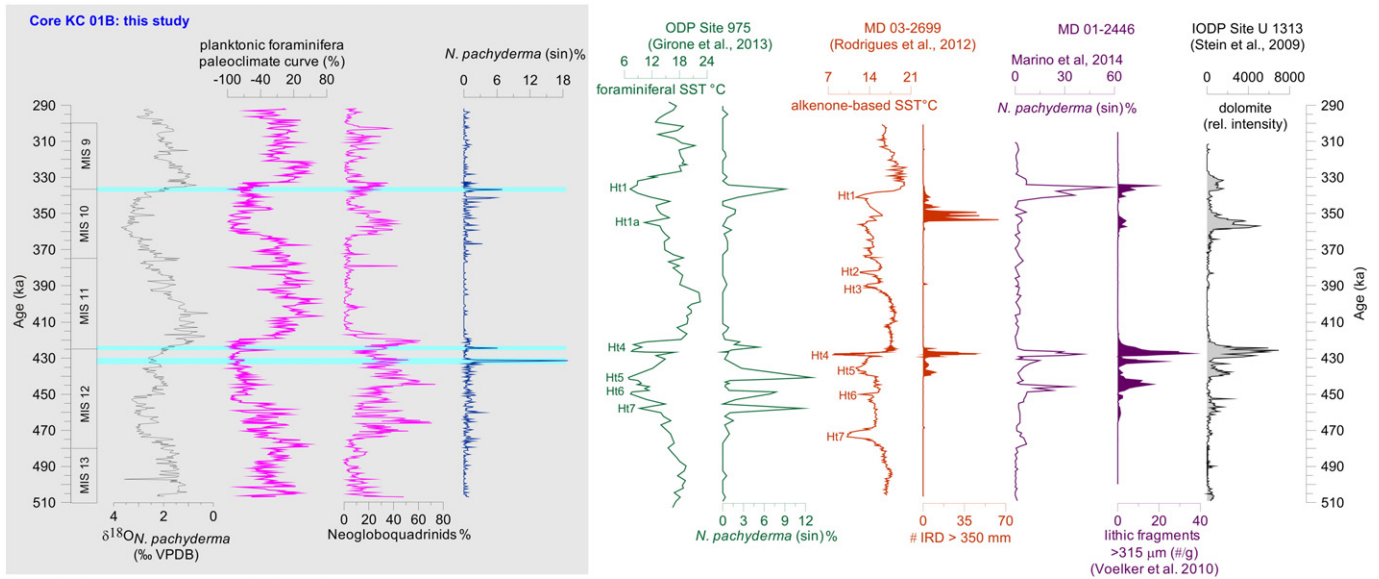 Core KC 01B: this study
planktonic foraminifera
paleoclimate curve (%)
-100 -40 20 80
N. pachyderma (sin)%
0 6 12 18
ODP Site 975
(Girone et al., 2013)
6 12 18 24
foraminiferal SST °C
MD 03-2699
(Rodrigues et al., 2012)
7 14 21
alkenone-based SST°C
MD 01-2446
Marino et al, 2014
0 30 60
N. pachyderma (sin)%
IODP Site U 1313
(Stein et al., 2009)
0 4000 8000
dolomite
(rel. intensity)
Age (ka)
290
310
330
350
370
390
410
430
450
470
490
510
MIS 9
MIS 10
MIS 11
MIS 12
MIS 13
4 2 0
δ18O N. pachyderma
(‰ VPDB)
0 20 40 60 80
Neogloboquadrinids %
Ht1
Ht1a
Ht4
Ht5
Ht6
Ht7
0 3 6 9 12
N. pachyderma (sin)%
Ht1
Ht2
Ht3
Ht4
Ht5
Ht6
Ht7
0 35 70
# IRD > 350 mm
0 20 40
lithic fragments
>315 µm (#/g)
(Voelker et al. 2010)
290
310
330
350
370
390
410
430
450
470
490
510
Age (ka)